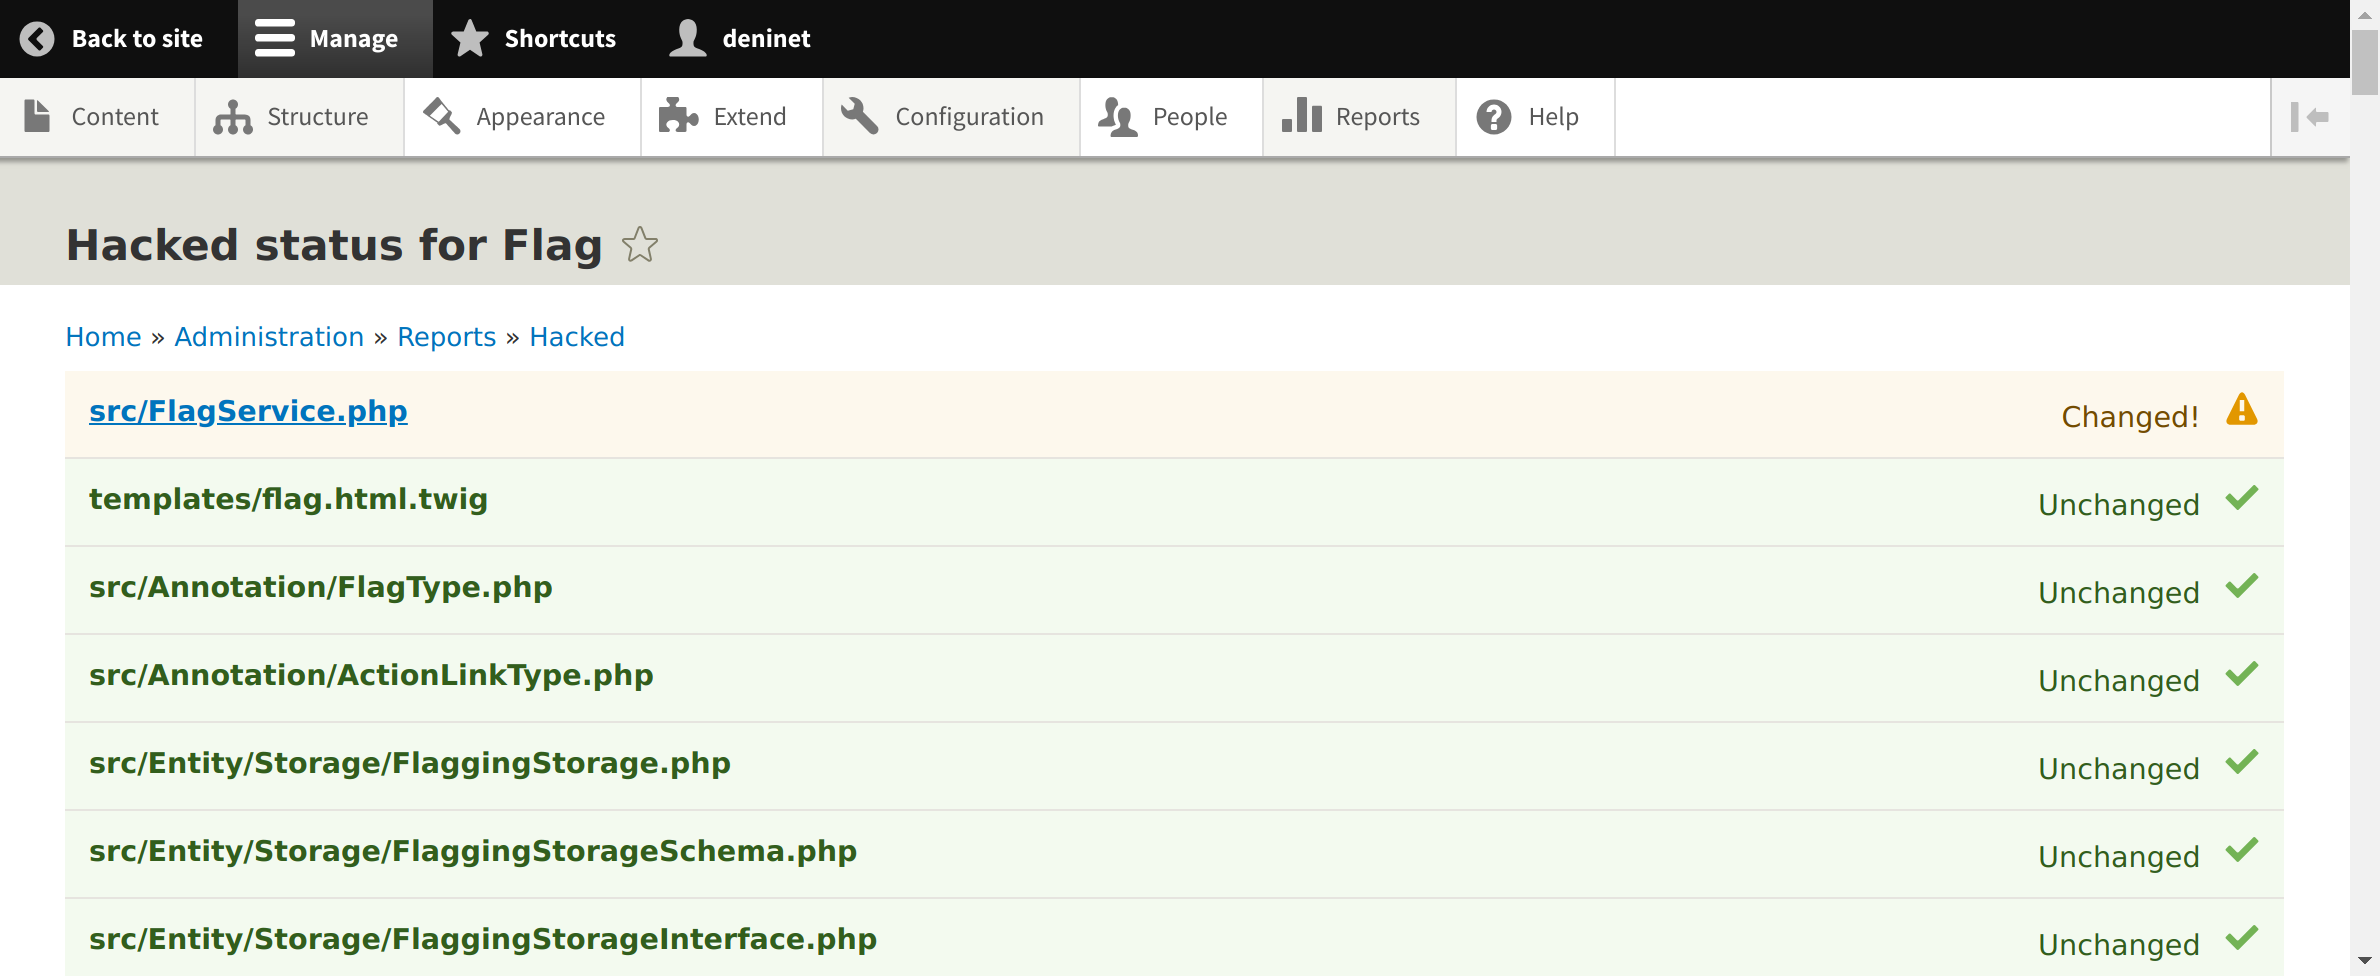 Back to site Manage Shortcuts deninet
Content Structure Appearance Extend Configuration People Reports Help
Hacked status for Flag
Home » Administration » Reports » Hacked
src/FlagService.php Changed!
templates/flag.html.twig Unchanged
src/Annotation/FlagType.php Unchanged
src/Annotation/ActionLinkType.php Unchanged
src/Entity/Storage/FlaggingStorage.php Unchanged
src/Entity/Storage/FlaggingStorageSchema.php Unchanged
src/Entity/Storage/FlaggingStorageInterface.php Unchanged